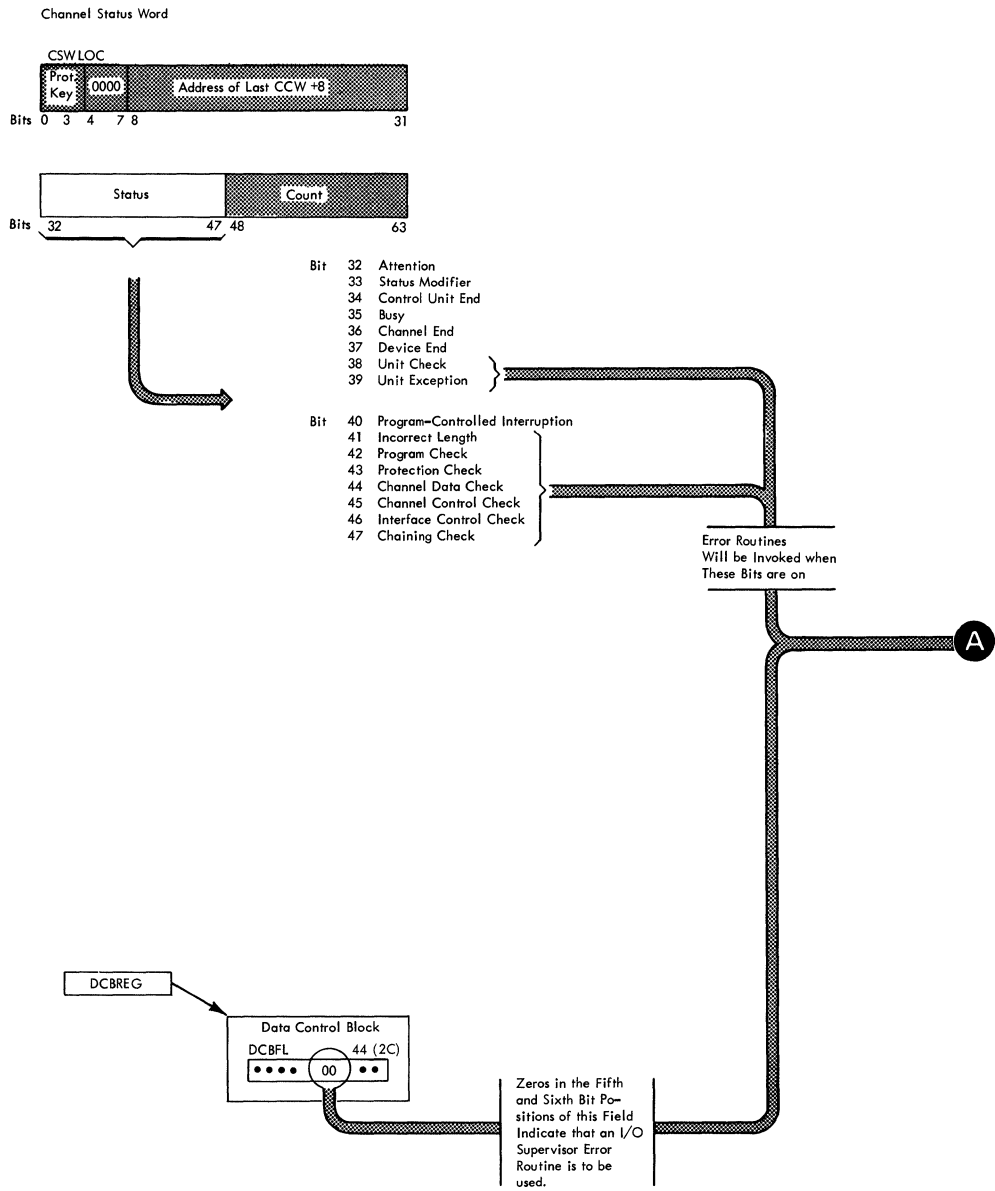 Channel Status Word
CSWLOC
Prot. Key 0000 Address of Last CCW +8
Bits 0 3 4 7 8 31
Status Count
Bits 32 47 48 63
Bit 32 Attention
33 Status Modifier
34 Control Unit End
35 Busy
36 Channel End
37 Device End
38 Unit Check
39 Unit Exception
Bit 40 Program-Controlled Interruption
41 Incorrect Length
42 Program Check
43 Protection Check
44 Channel Data Check
45 Channel Control Check
46 Interface Control Check
47 Chaining Check
Error Routines
Will be Invoked when
These Bits are on
A
DCBREG
Data Control Block
DCBFL 44 (2C)
•••• 00 ••
Zeros in the Fifth
and Sixth Bit Po-
sitions of this Field
Indicate that an I/O
Supervisor Error
Routine is to be
used.